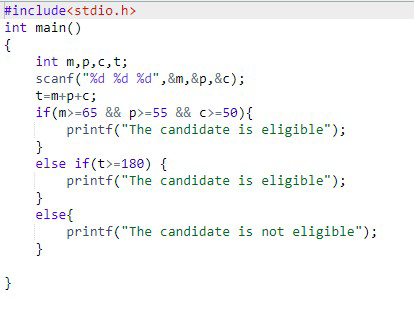 #include<stdio.h>
int main()
{
    int m,p,c,t;
    scanf("%d %d %d",&m,&p,&c);
    t=m+p+c;
    if(m>=65 && p>=55 && c>=50){
        printf("The candidate is eligible");
    }
    else if(t>=180) {
        printf("The candidate is eligible");
    }
    else{
        printf("The candidate is not eligible");
    }
}